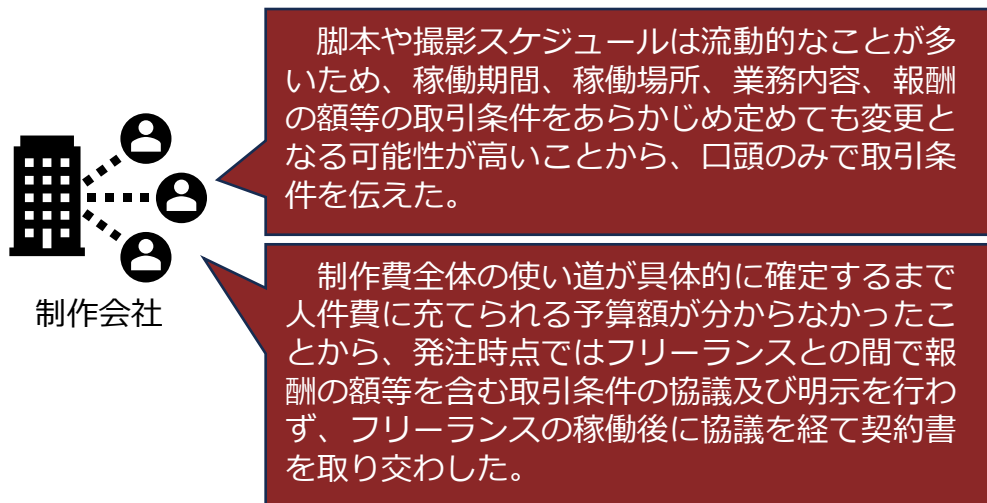 脚本や撮影スケジュールは流動的なことが多
いため、稼働期間、稼働場所、業務内容、報酬
の額等の取引条件をあらかじめ定めても変更と
なる可能性が高いことから、口頭のみで取引条
件を伝えた。
制作費全体の使い道が具体的に確定するまで
人件費に充てられる予算額が分からなかったこ
とから、発注時点ではフリーランスとの間で報
酬の額等を含む取引条件の協議及び明示を行わ
ず、フリーランスの稼働後に協議を経て契約書
を取り交わした。
制作会社